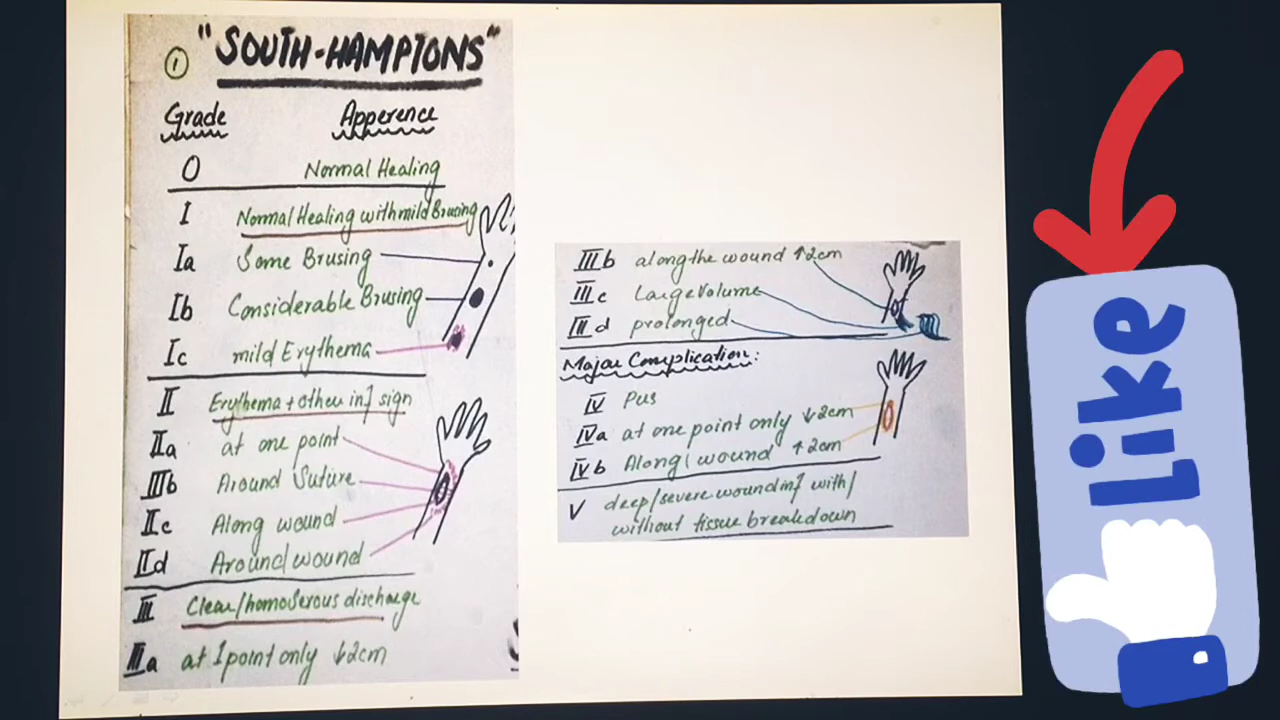 ① "SOUTH-HAMPTONS"
Grade Apperence
0 Normal Healing
I Normal Healing with mild Brusing
Ia Some Brusing
Ib Considerable Brusing
Ic mild Erythema
II Erythema + other inf sign
IIa at one point
IIIb Around Suture
IIc Along wound
IId Around wound
III Clear/homoserous discharge
IIIa at 1 point only ↓2cm
IIIb along the wound ↑2cm
IIIc Large Volume
IIId prolonged
Major Complication:
IV Pus
IVa at one point only ↓2cm
IVb Along wound ↑2cm
V deep/severe wound inf with/
without tissue breakdown
Like